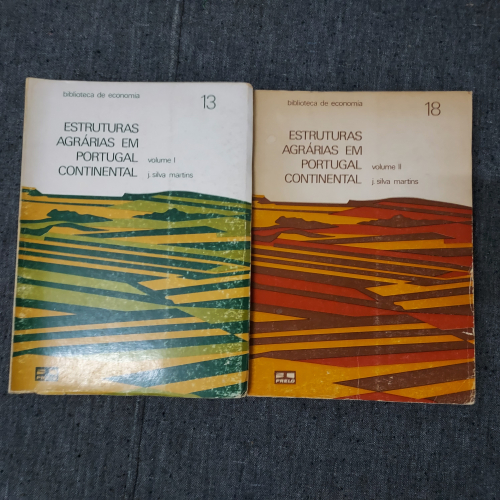 biblioteca de economia
13
ESTRUTURAS
AGRÁRIAS EM
PORTUGAL volume I
CONTINENTAL j. silva martins
biblioteca de economia
18
ESTRUTURAS
AGRÁRIAS EM
PORTUGAL volume II
CONTINENTAL j. silva martins
PRELO